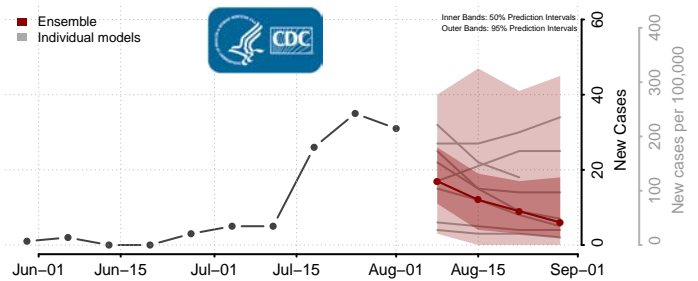 Ensemble
Individual models
CDC
Inner Bands: 50% Prediction Intervals
Outer Bands: 95% Prediction Intervals
60
40
20
0
New Cases
400
300
200
100
0
New cases per 100,000
Jun–01
Jun–15
Jul–01
Jul–15
Aug–01
Aug–15
Sep–01